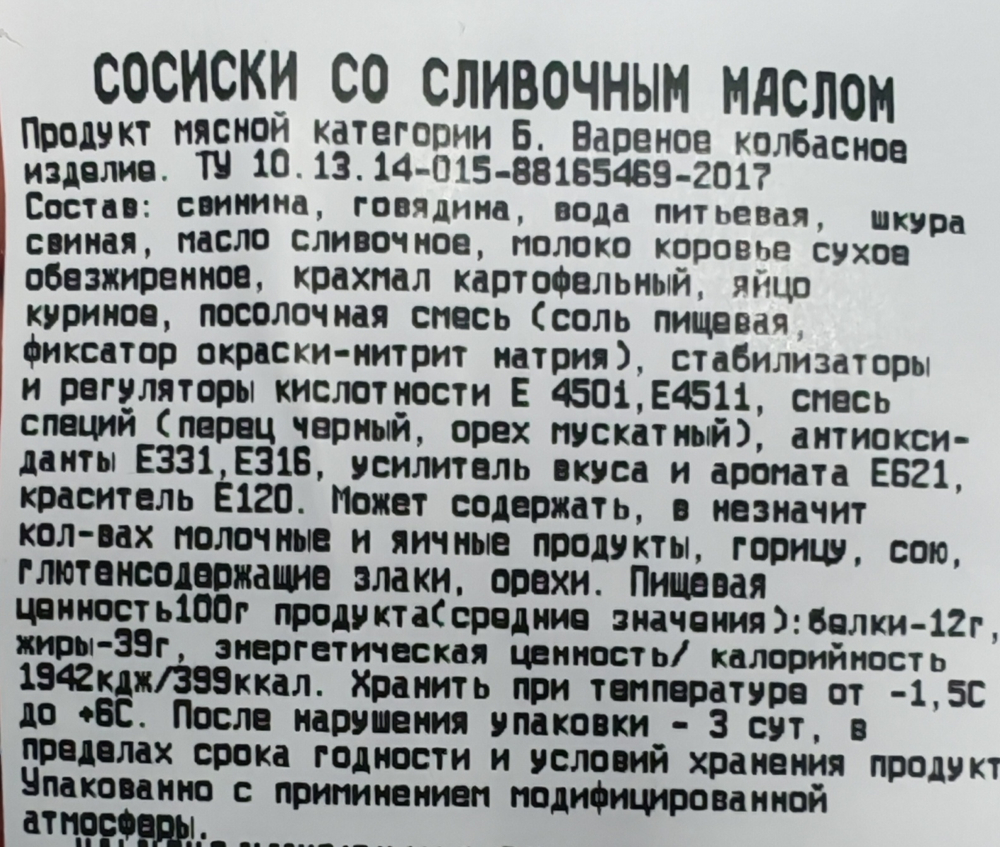 СОСИСКИ СО СЛИВОЧНЫМ МАСЛОМ
Продукт мясной категории Б. Вареное колбасное
изделие. ТУ 10.13.14-015-88165469-2017
Состав: свинина, говядина, вода питьевая, шкура
свиная, масло сливочное, молоко коровье сухое
обезжиренное, крахмал картофельный, яйцо
куриное, посолочная смесь (соль пищевая,
фиксатор окраски-нитрит натрия), стабилизаторы
и регуляторы кислотности Е 4501,Е4511, смесь
специй (перец черный, орех мускатный), антиокси-
данты Е331,Е316, усилитель вкуса и аромата Е621,
краситель Е120. Может содержать, в незначит
кол-вах молочные и яичные продукты, горицу, сою,
глютенсодержащие злаки, орехи. Пищевая
ценность100г продукта(средние значения):белки-12г,
жиры-39г, энергетическая ценность/ калорийность
1942кдж/399ккал. Хранить при температуре от -1,5С
до +6С. После нарушения упаковки - 3 сут, в
пределах срока годности и условий хранения продукт
Упакованно с приминением модифицированной
атмосферы.